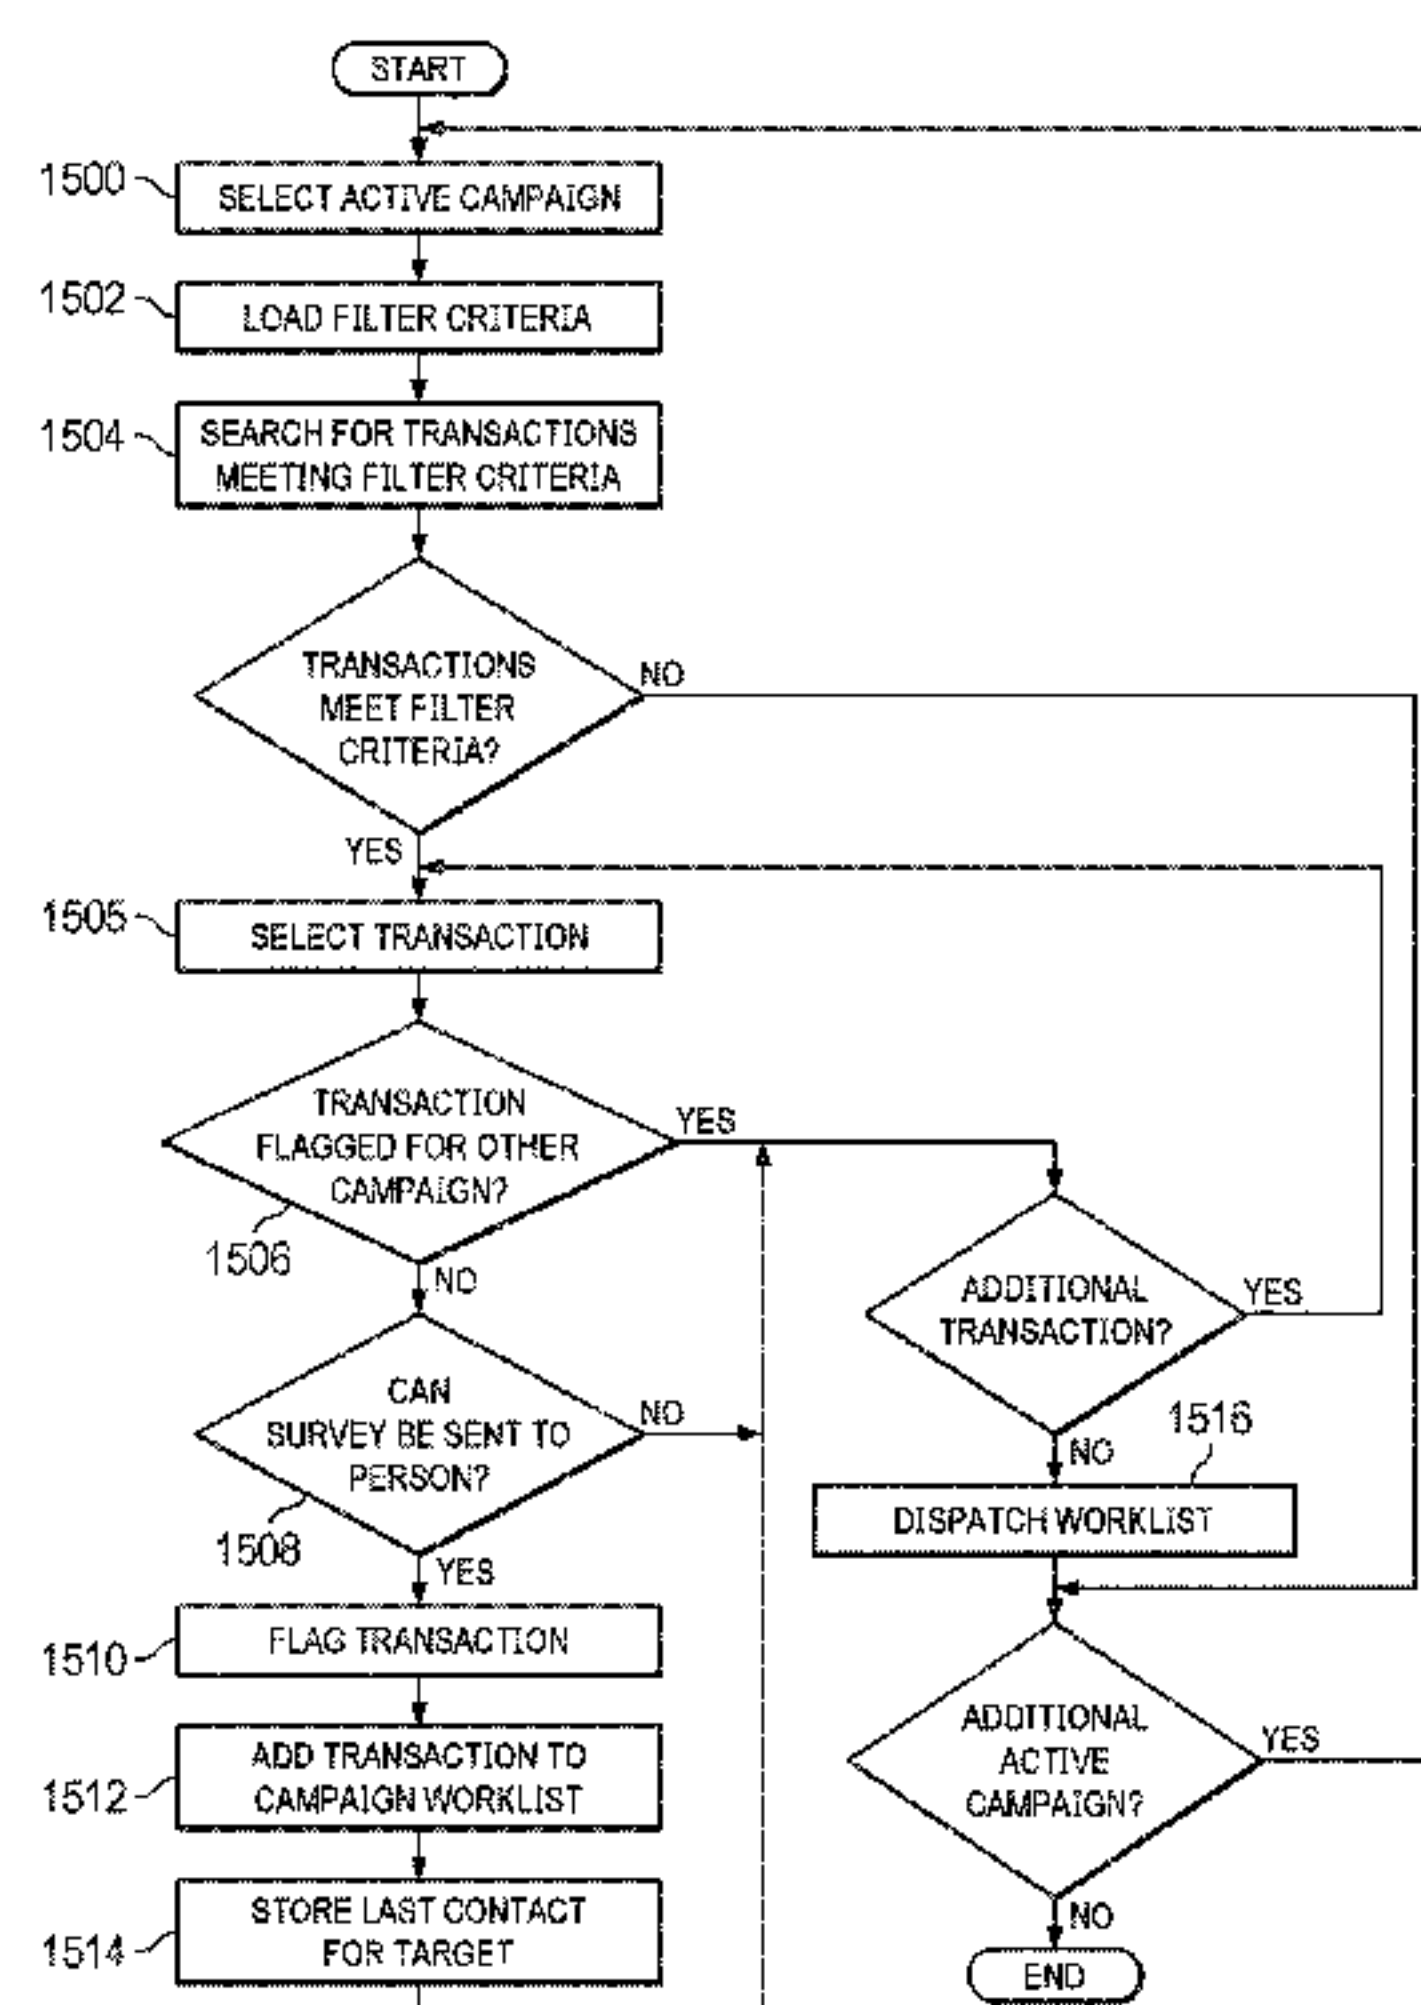 START
1500
SELECT ACTIVE CAMPAIGN
1502
LOAD FILTER CRITERIA
1504
SEARCH FOR TRANSACTIONS
MEETING FILTER CRITERIA
TRANSACTIONS
MEET FILTER
CRITERIA?
NO
YES
1505
SELECT TRANSACTION
TRANSACTION
FLAGGED FOR OTHER
CAMPAIGN?
YES
1506
NO
CAN
SURVEY BE SENT TO
PERSON?
NO
1508
YES
1510
FLAG TRANSACTION
1512
ADD TRANSACTION TO
CAMPAIGN WORKLIST
1514
STORE LAST CONTACT
FOR TARGET
ADDITIONAL
TRANSACTION?
YES
NO
1516
DISPATCH WORKLIST
ADDITIONAL
ACTIVE
CAMPAIGN?
YES
NO
END